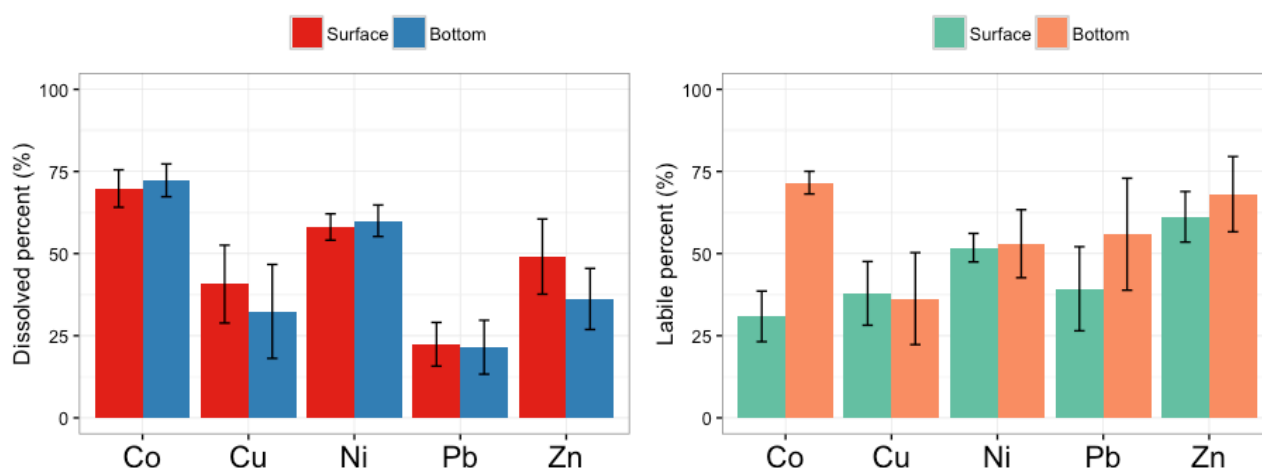 Surface Bottom
Dissolved percent (%)
100
75
50
25
0
Co Cu Ni Pb Zn
Surface Bottom
Labile percent (%)
100
75
50
25
0
Co Cu Ni Pb Zn